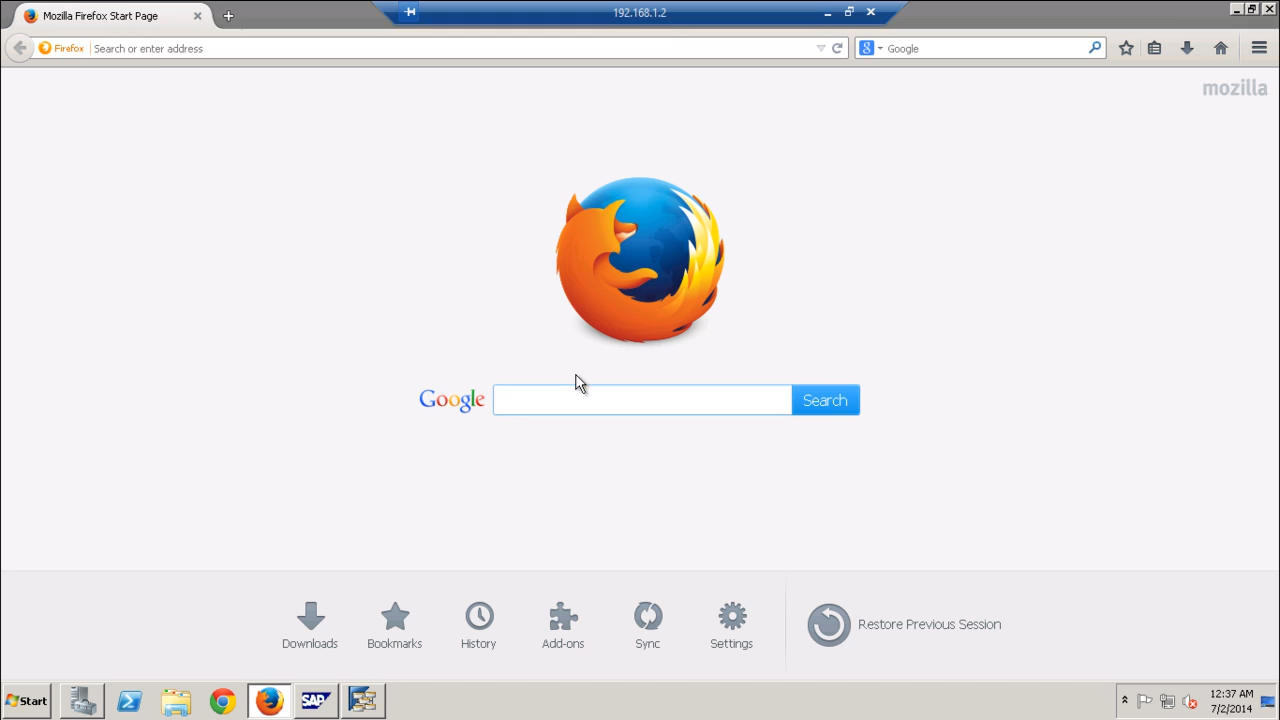 Mozilla Firefox Start Page
192.168.1.2
Firefox Search or enter address
8 Google
mozilla
Google
Search
Downloads
Bookmarks
History
Add-ons
Sync
Settings
Restore Previous Session
Start
SAP
12:37 AM
7/2/2014